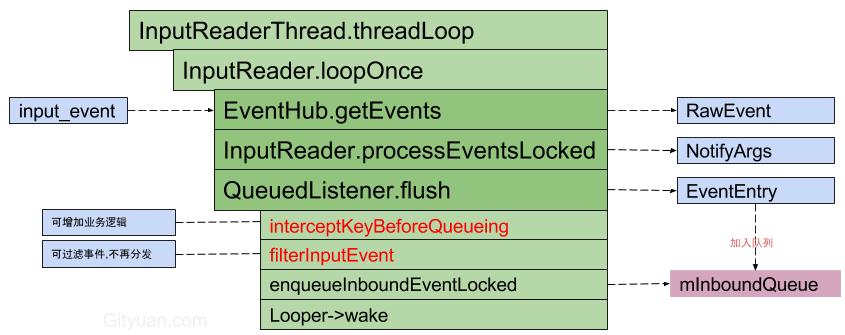 InputReaderThread.threadLoop
InputReader.loopOnce
input_event
EventHub.getEvents
RawEvent
InputReader.processEventsLocked
NotifyArgs
QueuedListener.flush
EventEntry
可增加业务逻辑
interceptKeyBeforeQueueing
加入队列
可过滤事件,不再分发
filterInputEvent
enqueueInboundEventLocked
mInboundQueue
Looper->wake
Gityuan.com